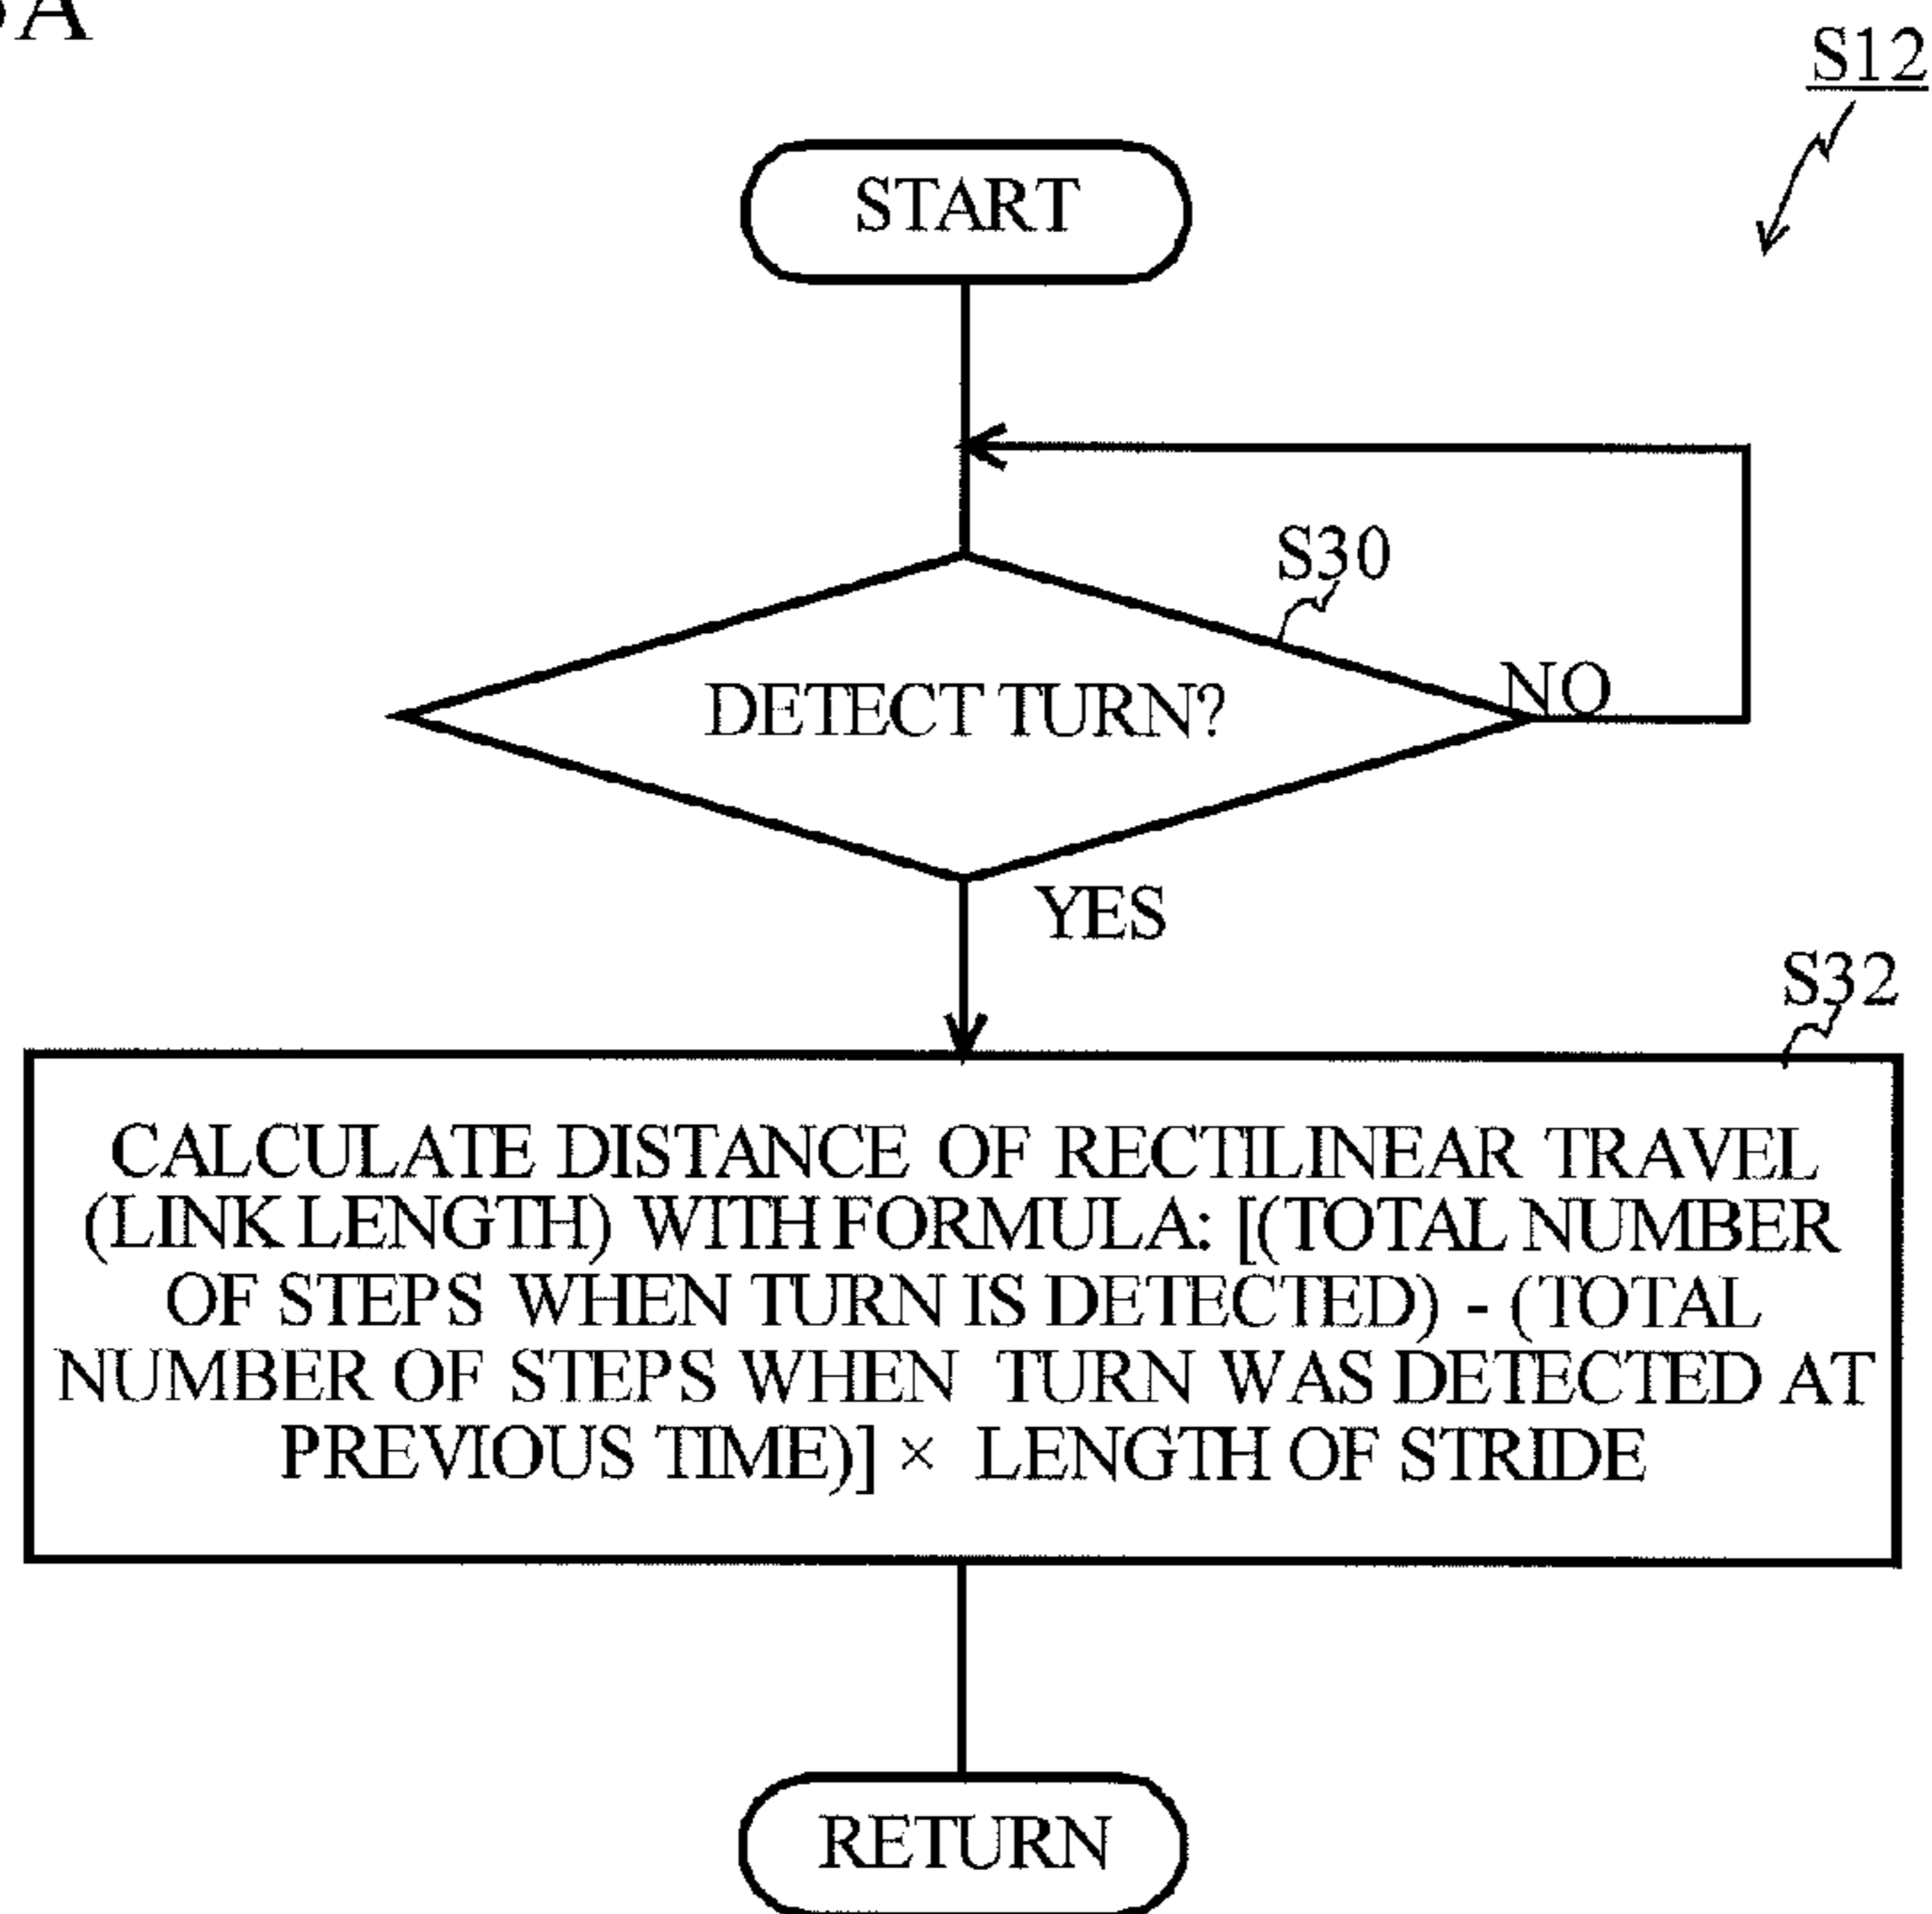 A
S12
START
S30
DETECT TURN?
NO
YES
S32
CALCULATE DISTANCE OF RECTILINEAR TRAVEL
(LINK LENGTH) WITH FORMULA: [(TOTAL NUMBER
OF STEPS WHEN TURN IS DETECTED) - (TOTAL
NUMBER OF STEPS WHEN TURN WAS DETECTED AT
PREVIOUS TIME)] × LENGTH OF STRIDE
RETURN